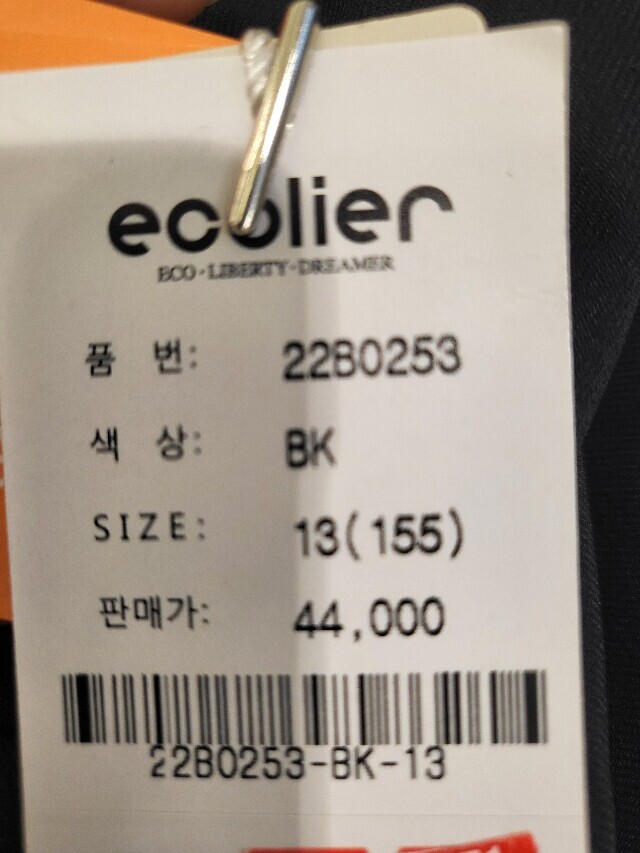 ecolier
ECO·LIBERTY·DREAMER
품 번: 22B0253
색 상: BK
SIZE: 13(155)
판매가: 44,000
22B0253-BK-13